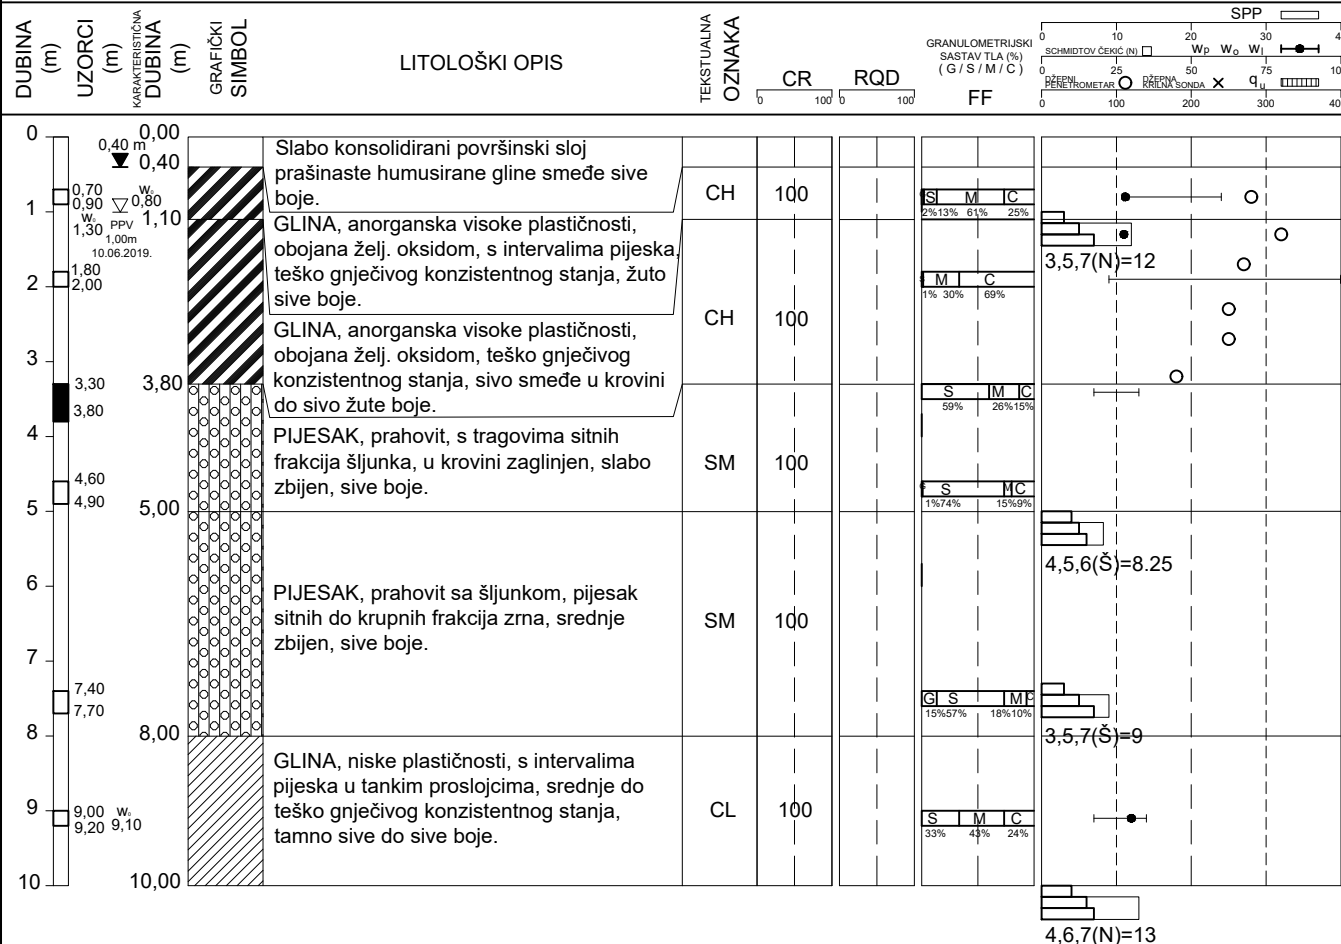 DUBINA (m)
UZORCI (m)
KARAKTERISTIČNA
DUBINA (m)
GRAFIČKI
SIMBOL
LITOLOŠKI OPIS
TEKSTUALNA
OZNAKA
CR
0 100
RQD
0 100
GRANULOMETRIJSKI
SASTAV TLA (%)
( G / S / M / C )
FF
SPP
0 10 20 30 40
SCHMIDTOV ČEKIĆ (N) Wp Wo Wl
0 25 50 75
DŽEPNI PENETROMETAR DŽEPNA KRILNA SONDA qu
0 100 200 300
0
0,40 m
0,00
0,40
Slabo konsolidirani površinski sloj
prašinaste humusirane gline smeđe sive
boje.
0,70
0,90
W₀
0,80
CH
100
S M C
2%13% 61% 25%
1
W₀
1,30
PPV
1,00m
10.06.2019.
1,10
GLINA, anorganska visoke plastičnosti,
obojana želj. oksidom, s intervalima pijeska,
teško gnječivog konzistentnog stanja, žuto
sive boje.
3,5,7(N)=12
1,80
2,00
2
M C
1% 30% 69%
GLINA, anorganska visoke plastičnosti,
obojana želj. oksidom, teško gnječivog
konzistentnog stanja, sivo smeđe u krovini
do sivo žute boje.
CH
100
3
3,30
3,80
3,80
S M C
59% 26%15%
4
PIJESAK, prahovit, s tragovima sitnih
frakcija šljunka, u krovini zaglinjen, slabo
zbijen, sive boje.
SM
100
4,60
4,90
S M C
1%74% 15%9%
5
5,00
4,5,6(Š)=8.25
6
PIJESAK, prahovit sa šljunkom, pijesak
sitnih do krupnih frakcija zrna, srednje
zbijen, sive boje.
SM
100
7
7,40
7,70
G S M C
15%57% 18%10%
8
8,00
3,5,7(Š)=9
GLINA, niske plastičnosti, s intervalima
pijeska u tankim proslojcima, srednje do
teško gnječivog konzistentnog stanja,
tamno sive do sive boje.
CL
100
9
9,00
9,20
W₀
9,10
S M C
33% 43% 24%
10
10,00
4,6,7(N)=13